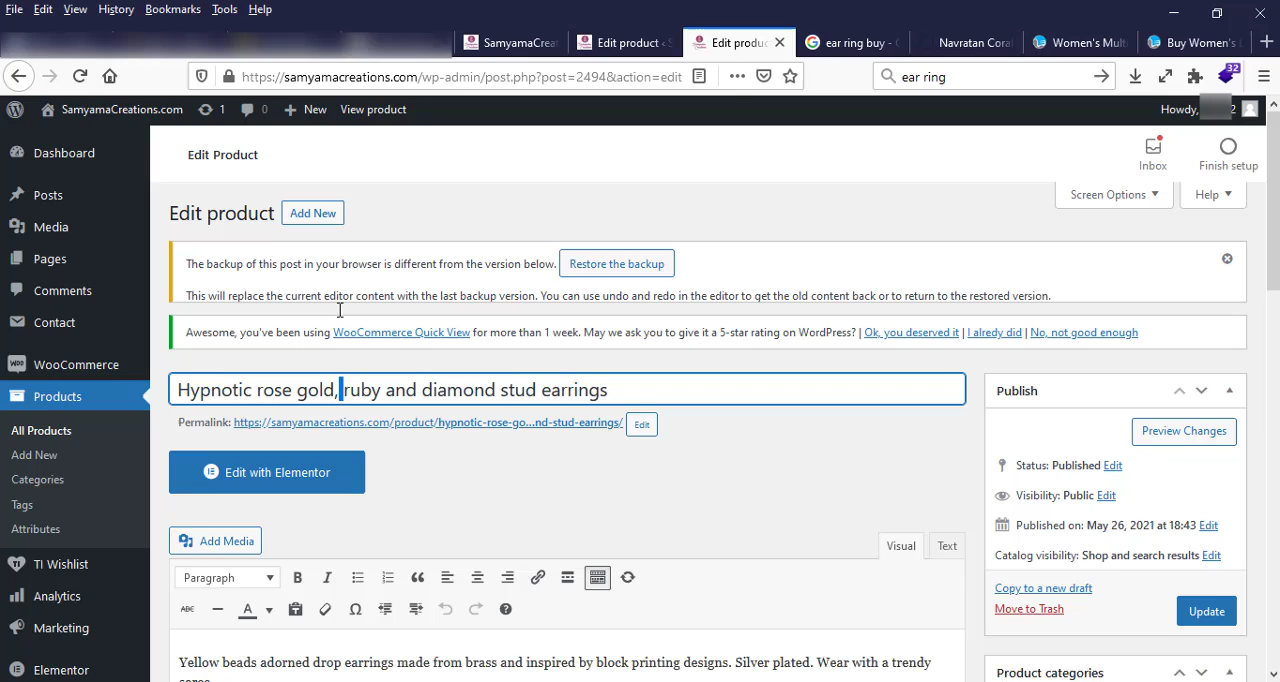 File Edit View History Bookmarks Tools Help
SamyamaCrea Edit product < S Edit produc ear ring buy - G Navratan Cora Women's Mult Buy Women's
https://samyamacreations.com/wp-admin/post.php?post=2494&action=edit ear ring 32
SamyamaCreations.com 1 0 New View product Howdy, 2
Dashboard
Posts
Media
Pages
Comments
Contact
WooCommerce
Products
All Products
Add New
Categories
Tags
Attributes
TI Wishlist
Analytics
Marketing
Elementor
Edit Product
Inbox Finish setup
Screen Options Help
Edit product Add New
The backup of this post in your browser is different from the version below. Restore the backup
This will replace the current editor content with the last backup version. You can use undo and redo in the editor to get the old content back or to return to the restored version.
Awesome, you've been using WooCommerce Quick View for more than 1 week. May we ask you to give it a 5-star rating on WordPress? | Ok, you deserved it | I alredy did | No, not good enough
Hypnotic rose gold, ruby and diamond stud earrings
Permalink: https://samyamacreations.com/product/hypnotic-rose-go...nd-stud-earrings/ Edit
Edit with Elementor
Add Media
Visual Text
Paragraph B I
ABC A
Yellow beads adorned drop earrings made from brass and inspired by block printing designs. Silver plated. Wear with a trendy
Publish
Preview Changes
Status: Published Edit
Visibility: Public Edit
Published on: May 26, 2021 at 18:43 Edit
Catalog visibility: Shop and search results Edit
Copy to a new draft
Move to Trash
Update
Product categories